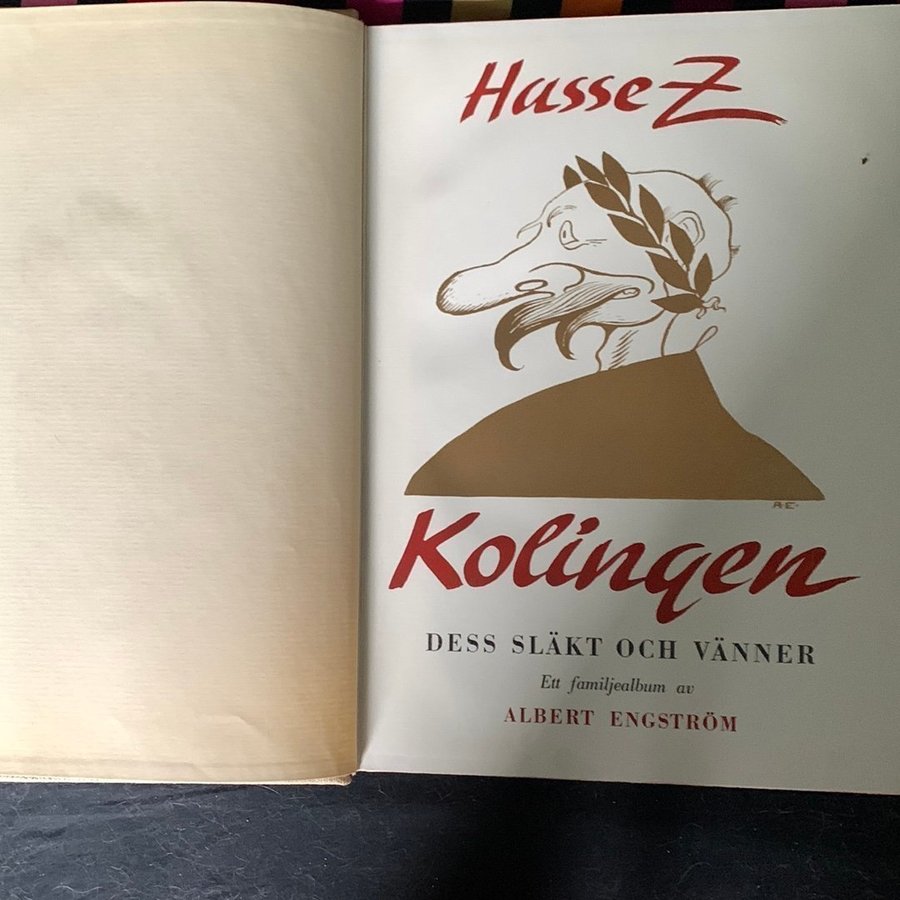 Hasse Z
A·E·
Kolingen
DESS SLÄKT OCH VÄNNER
Ett familjealbum av
ALBERT ENGSTRÖM